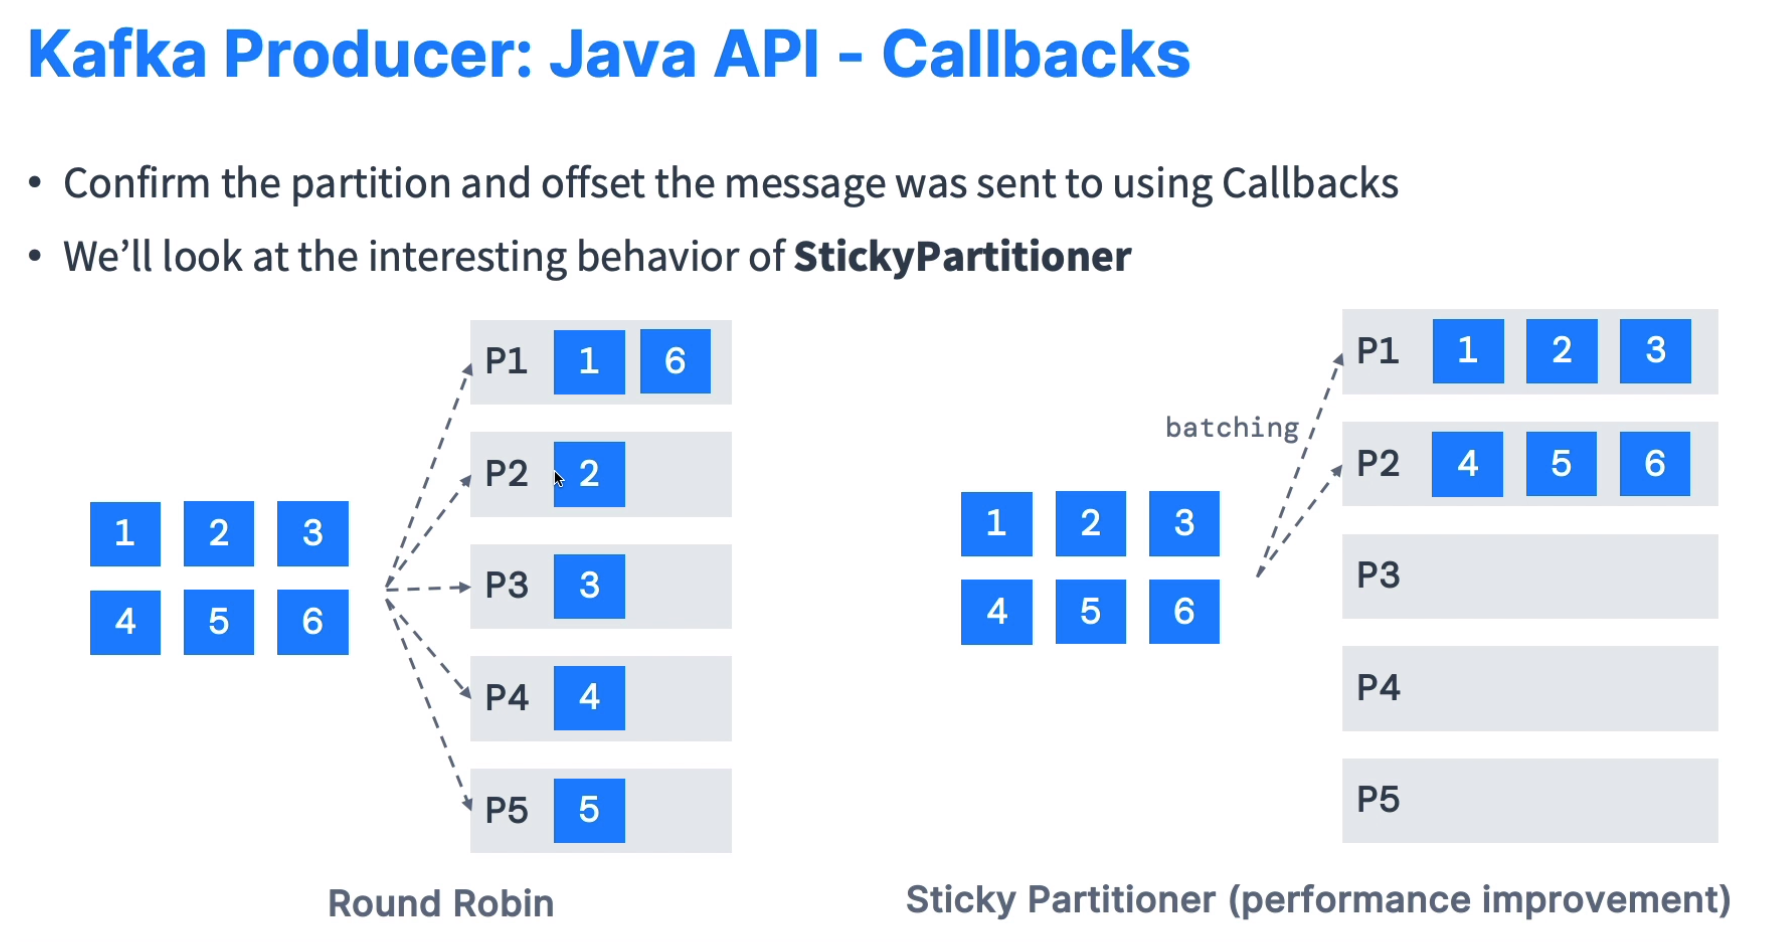 Kafka Producer: Java API - Callbacks
• Confirm the partition and offset the message was sent to using Callbacks
• We’ll look at the interesting behavior of StickyPartitioner
1 2 3
4 5 6
P1 1 6
P2 2
P3 3
P4 4
P5 5
Round Robin
1 2 3
4 5 6
batching
P1 1 2 3
P2 4 5 6
P3
P4
P5
Sticky Partitioner (performance improvement)